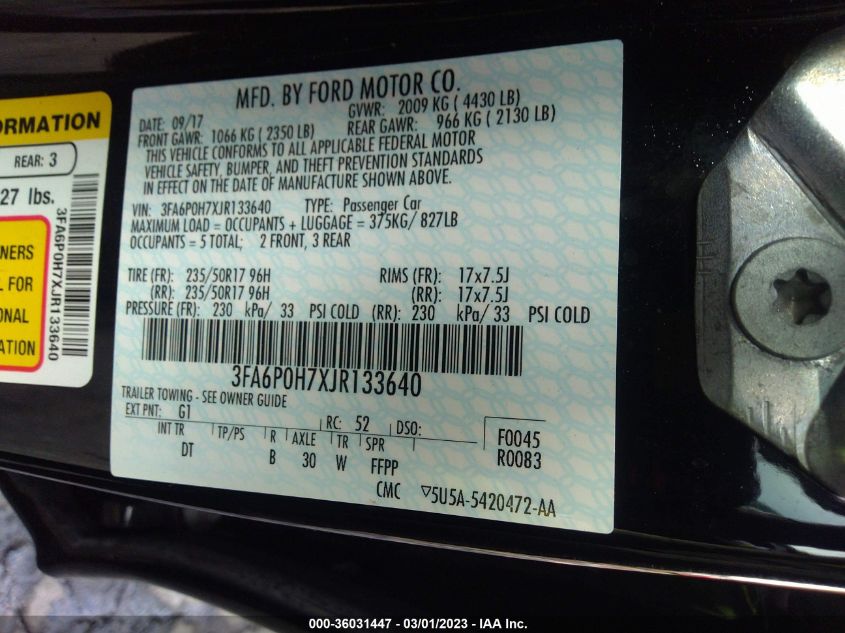 ORMATION
REAR: 3
27 lbs.
NERS
L FOR
ONAL
ATION
3FA6P0H7XJR133640
MFD. BY FORD MOTOR CO.
DATE: 09/17 GVWR: 2009 KG ( 4430 LB)
FRONT GAWR: 1066 KG ( 2350 LB) REAR GAWR: 966 KG ( 2130 LB)
THIS VEHICLE CONFORMS TO ALL APPLICABLE FEDERAL MOTOR
VEHICLE SAFETY, BUMPER, AND THEFT PREVENTION STANDARDS
IN EFFECT ON THE DATE OF MANUFACTURE SHOWN ABOVE.
VIN: 3FA6P0H7XJR133640 TYPE: Passenger Car
MAXIMUM LOAD = OCCUPANTS + LUGGAGE = 375KG/ 827LB
OCCUPANTS = 5 TOTAL; 2 FRONT, 3 REAR
TIRE (FR): 235/50R17 96H RIMS (FR): 17x7.5J
(RR): 235/50R17 96H (RR): 17x7.5J
PRESSURE (FR): 230 kPa/ 33 PSI COLD (RR): 230 kPa/ 33 PSI COLD
3FA6P0H7XJR133640
TRAILER TOWING - SEE OWNER GUIDE
EXT PNT: G1 RC: 52 DSO: F0045
INT TR TP/PS R AXLE TR SPR R0083
DT B 30 W FFPP
CMC ▽5U5A-5420472-AA
000-36031447 - 03/01/2023 - IAA Inc.